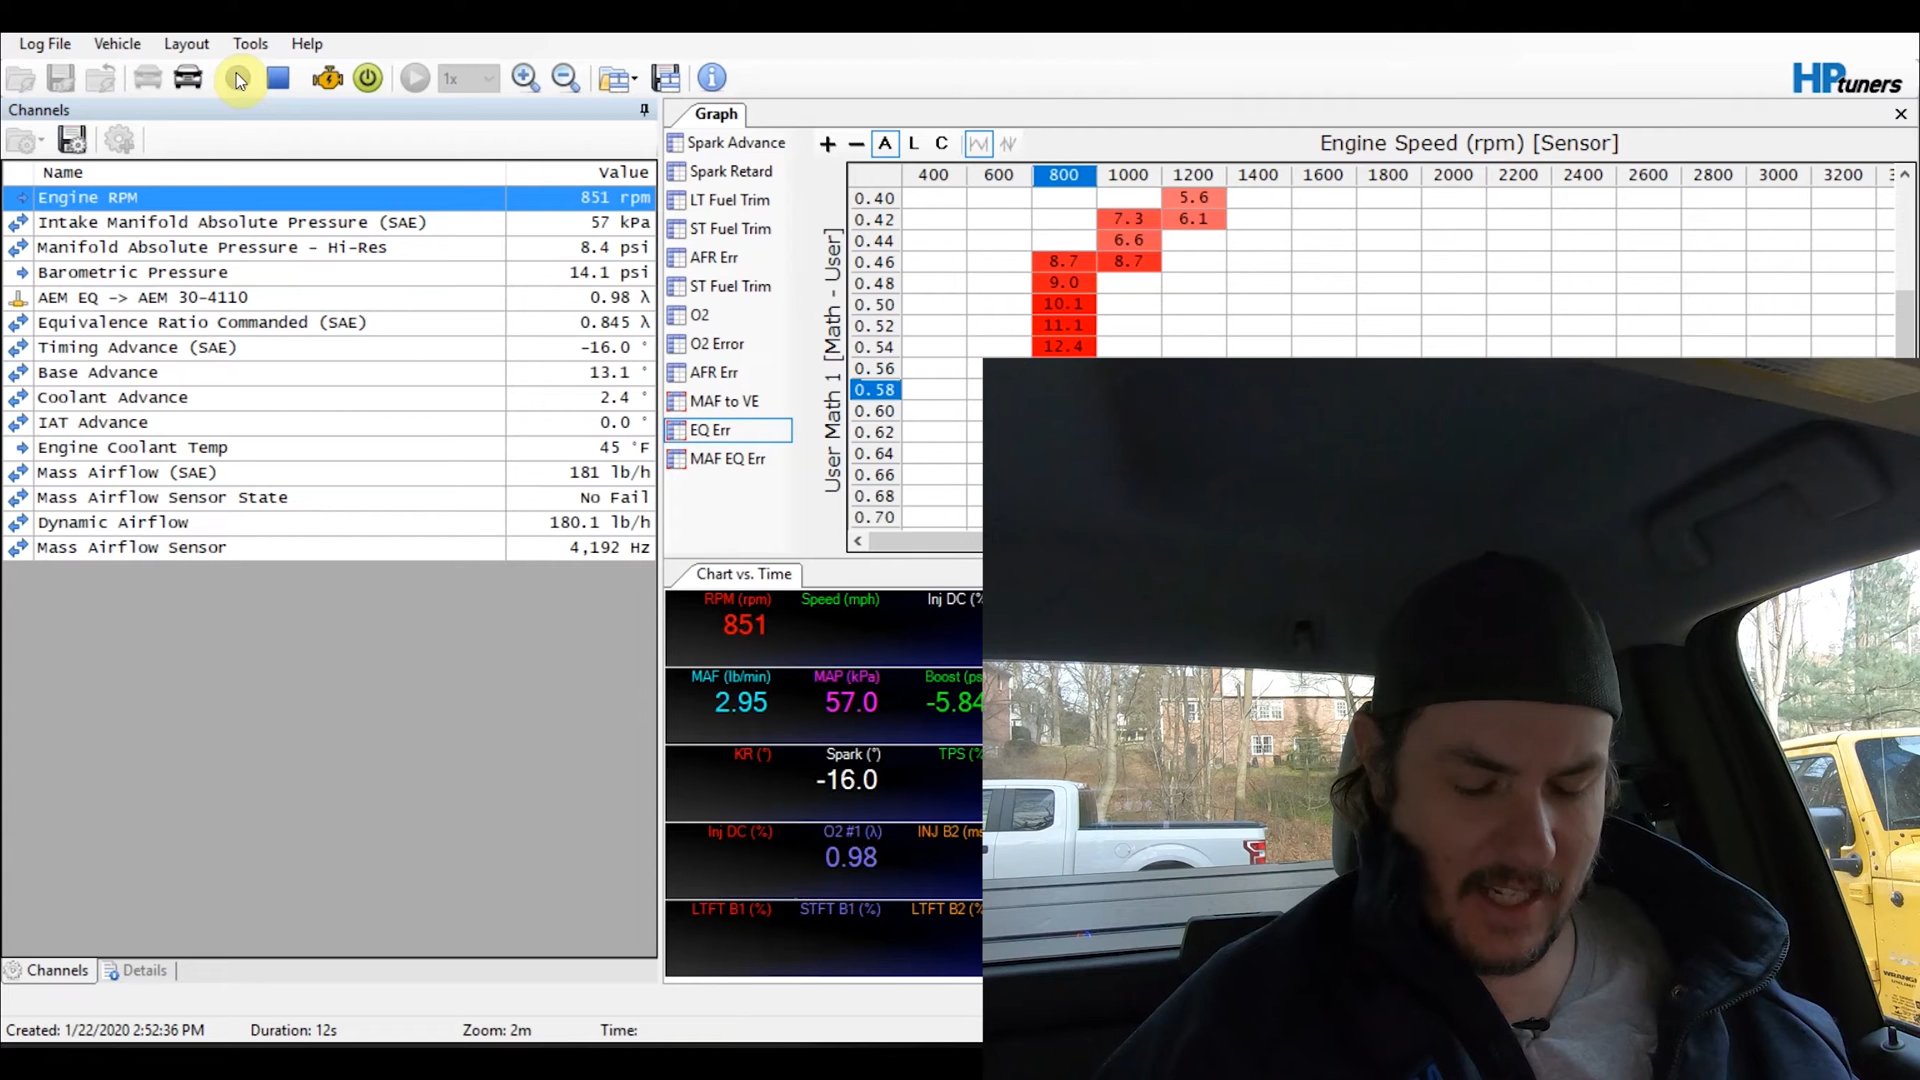 Log File Vehicle Layout Tools Help
1x
HPtuners
Channels
Name Value
Engine RPM 851 rpm
Intake Manifold Absolute Pressure (SAE) 57 kPa
Manifold Absolute Pressure - Hi-Res 8.4 psi
Barometric Pressure 14.1 psi
AEM EQ -> AEM 30-4110 0.98 λ
Equivalence Ratio Commanded (SAE) 0.845 λ
Timing Advance (SAE) -16.0 °
Base Advance 13.1 °
Coolant Advance 2.4 °
IAT Advance 0.0 °
Engine Coolant Temp 45 °F
Mass Airflow (SAE) 181 lb/h
Mass Airflow Sensor State No Fail
Dynamic Airflow 180.1 lb/h
Mass Airflow Sensor 4,192 Hz
Channels Details
Graph
Spark Advance
Spark Retard
LT Fuel Trim
ST Fuel Trim
AFR Err
ST Fuel Trim
O2
O2 Error
AFR Err
MAF to VE
EQ Err
MAF EQ Err
A L C
Engine Speed (rpm) [Sensor]
User Math 1 [Math - User]
400 600 800 1000 1200 1400 1600 1800 2000 2200 2400 2600 2800 3000 3200
0.40 5.6
0.42 7.3 6.1
0.44 6.6
0.46 8.7 8.7
0.48 9.0
0.50 10.1
0.52 11.1
0.54 12.4
0.56
0.58
0.60
0.62
0.64
0.66
0.68
0.70
Chart vs. Time
RPM (rpm) Speed (mph) Inj DC (%
851
MAF (lb/min) MAP (kPa) Boost (ps
2.95 57.0 -5.84
KR (°) Spark (°) TPS (%
-16.0
Inj DC (%) O2 #1 (λ) INJ B2 (m
0.98
LTFT B1 (%) STFT B1 (%) LTFT B2 (%
Created: 1/22/2020 2:52:36 PM Duration: 12s Zoom: 2m Time: